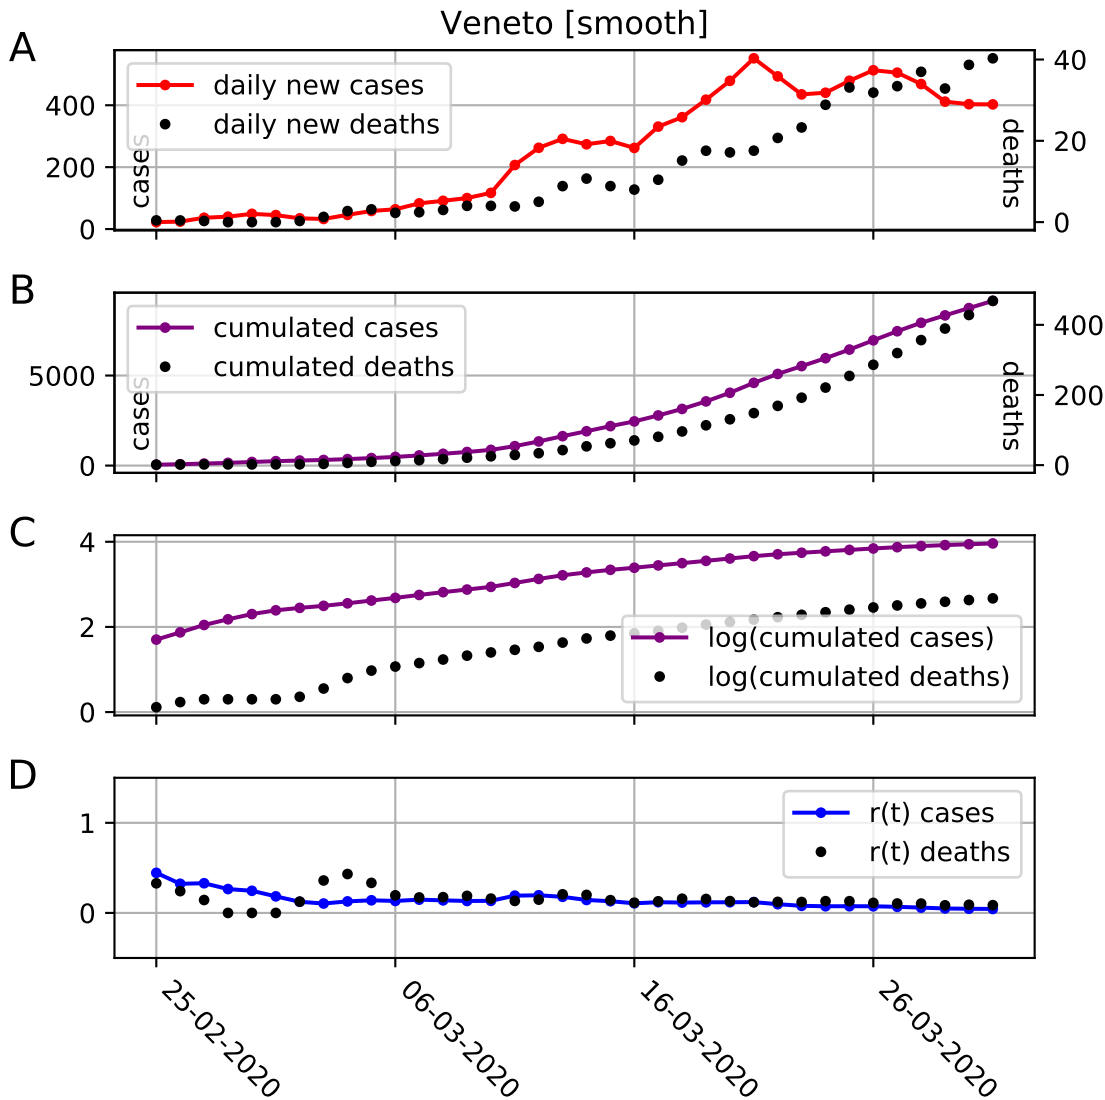 Veneto [smooth]
A
daily new cases
daily new deaths
400
200
0
cases
40
20
0
deaths
B
cumulated cases
cumulated deaths
5000
0
cases
400
200
0
deaths
C
4
2
0
log(cumulated cases)
log(cumulated deaths)
D
1
0
r(t) cases
r(t) deaths
25-02-2020
06-03-2020
16-03-2020
26-03-2020